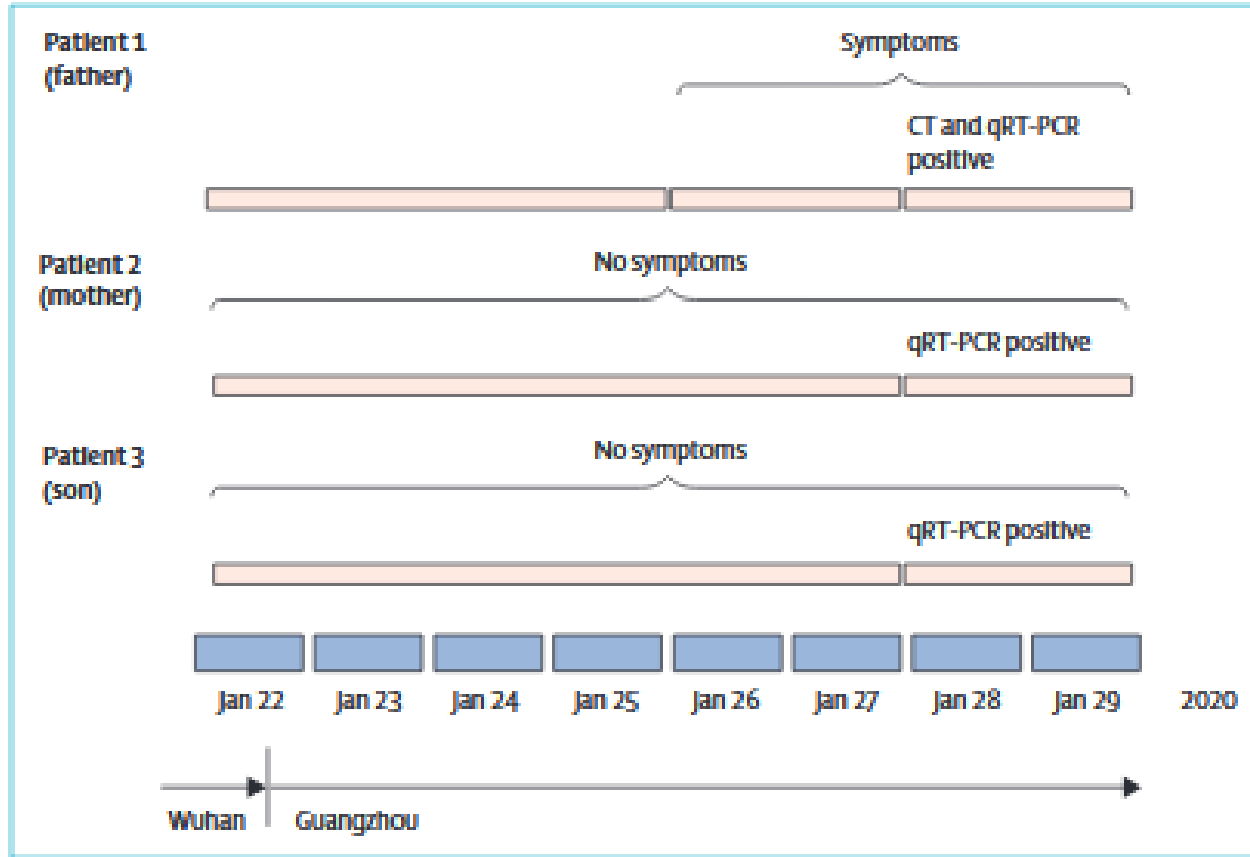 Patient 1
(father)
Symptoms
CT and qRT-PCR
positive
Patient 2
(mother)
No symptoms
qRT-PCR positive
Patient 3
(son)
No symptoms
qRT-PCR positive
Jan 22 Jan 23 Jan 24 Jan 25 Jan 26 Jan 27 Jan 28 Jan 29 2020
Wuhan Guangzhou